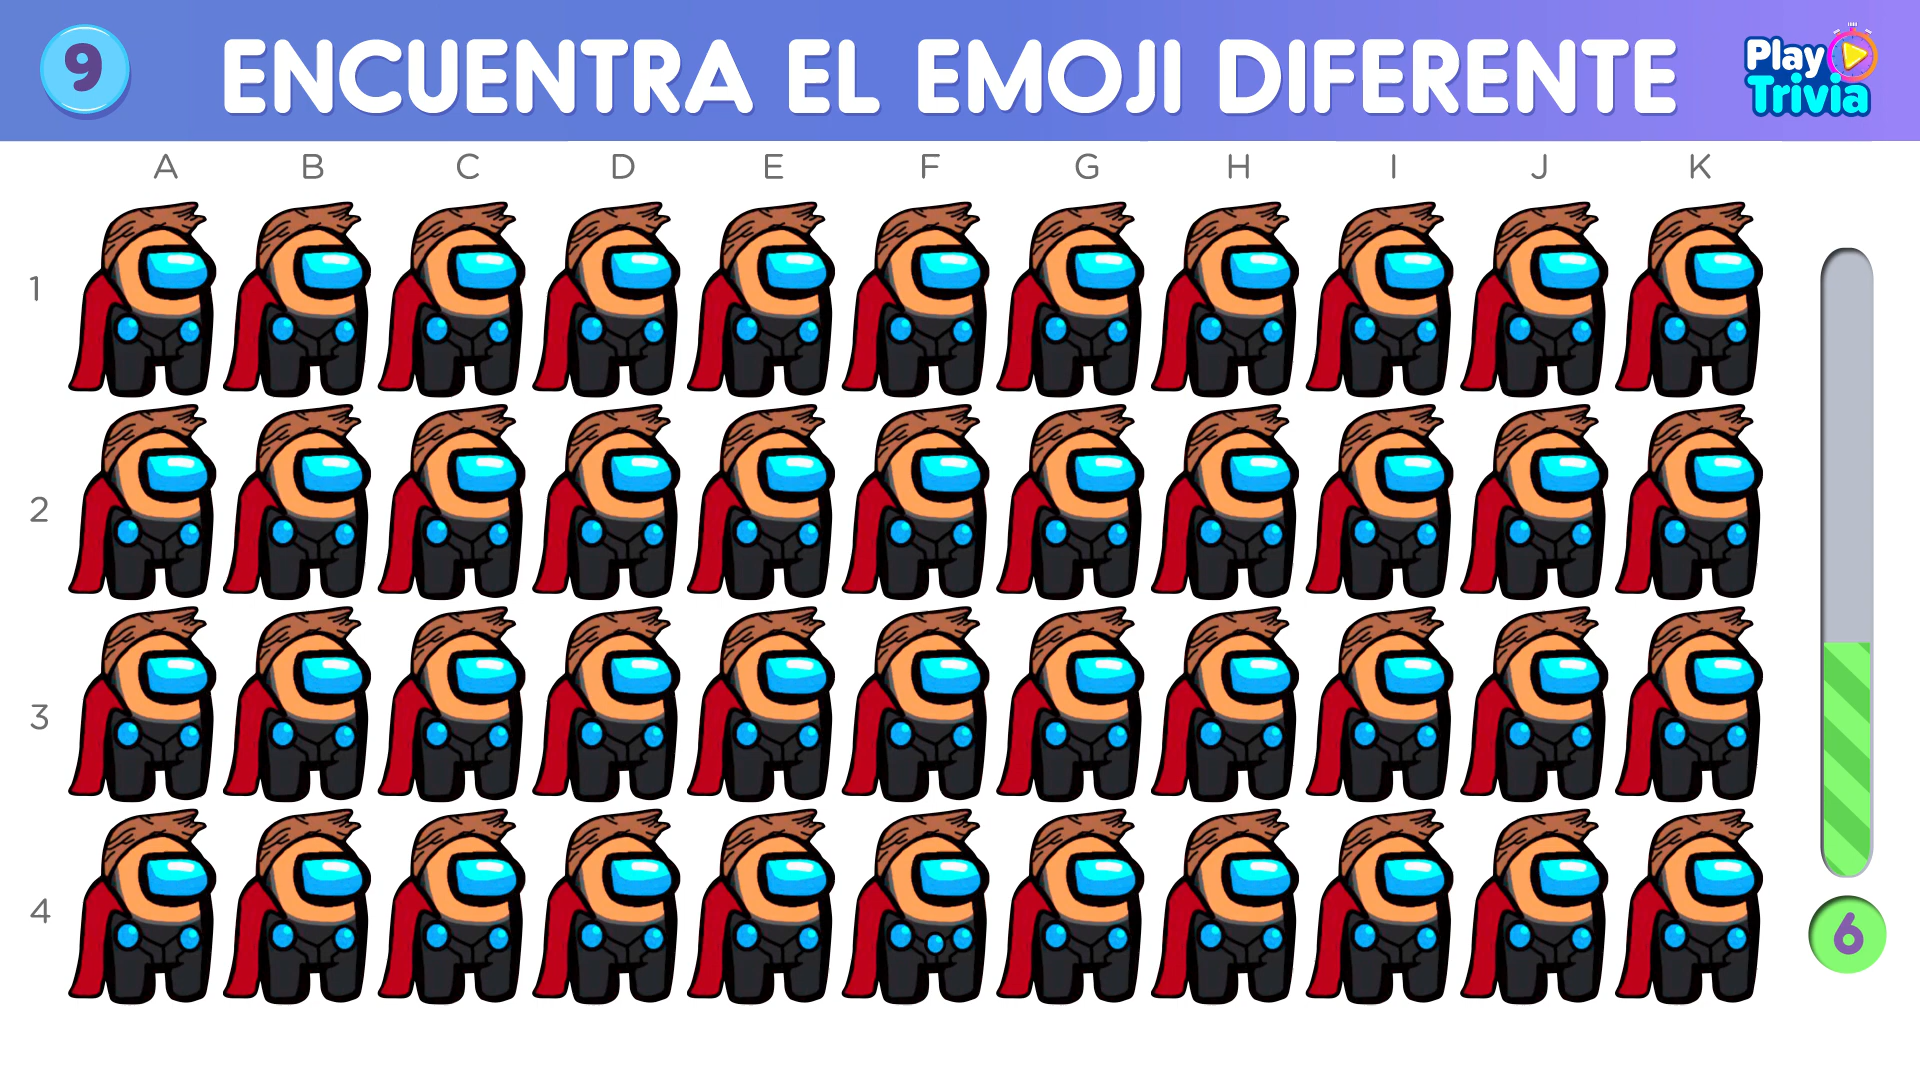 9 ENCUENTRA EL EMOJI DIFERENTE
Play
Trivia
A B C D E F G H I J K
1
2
3
4
6